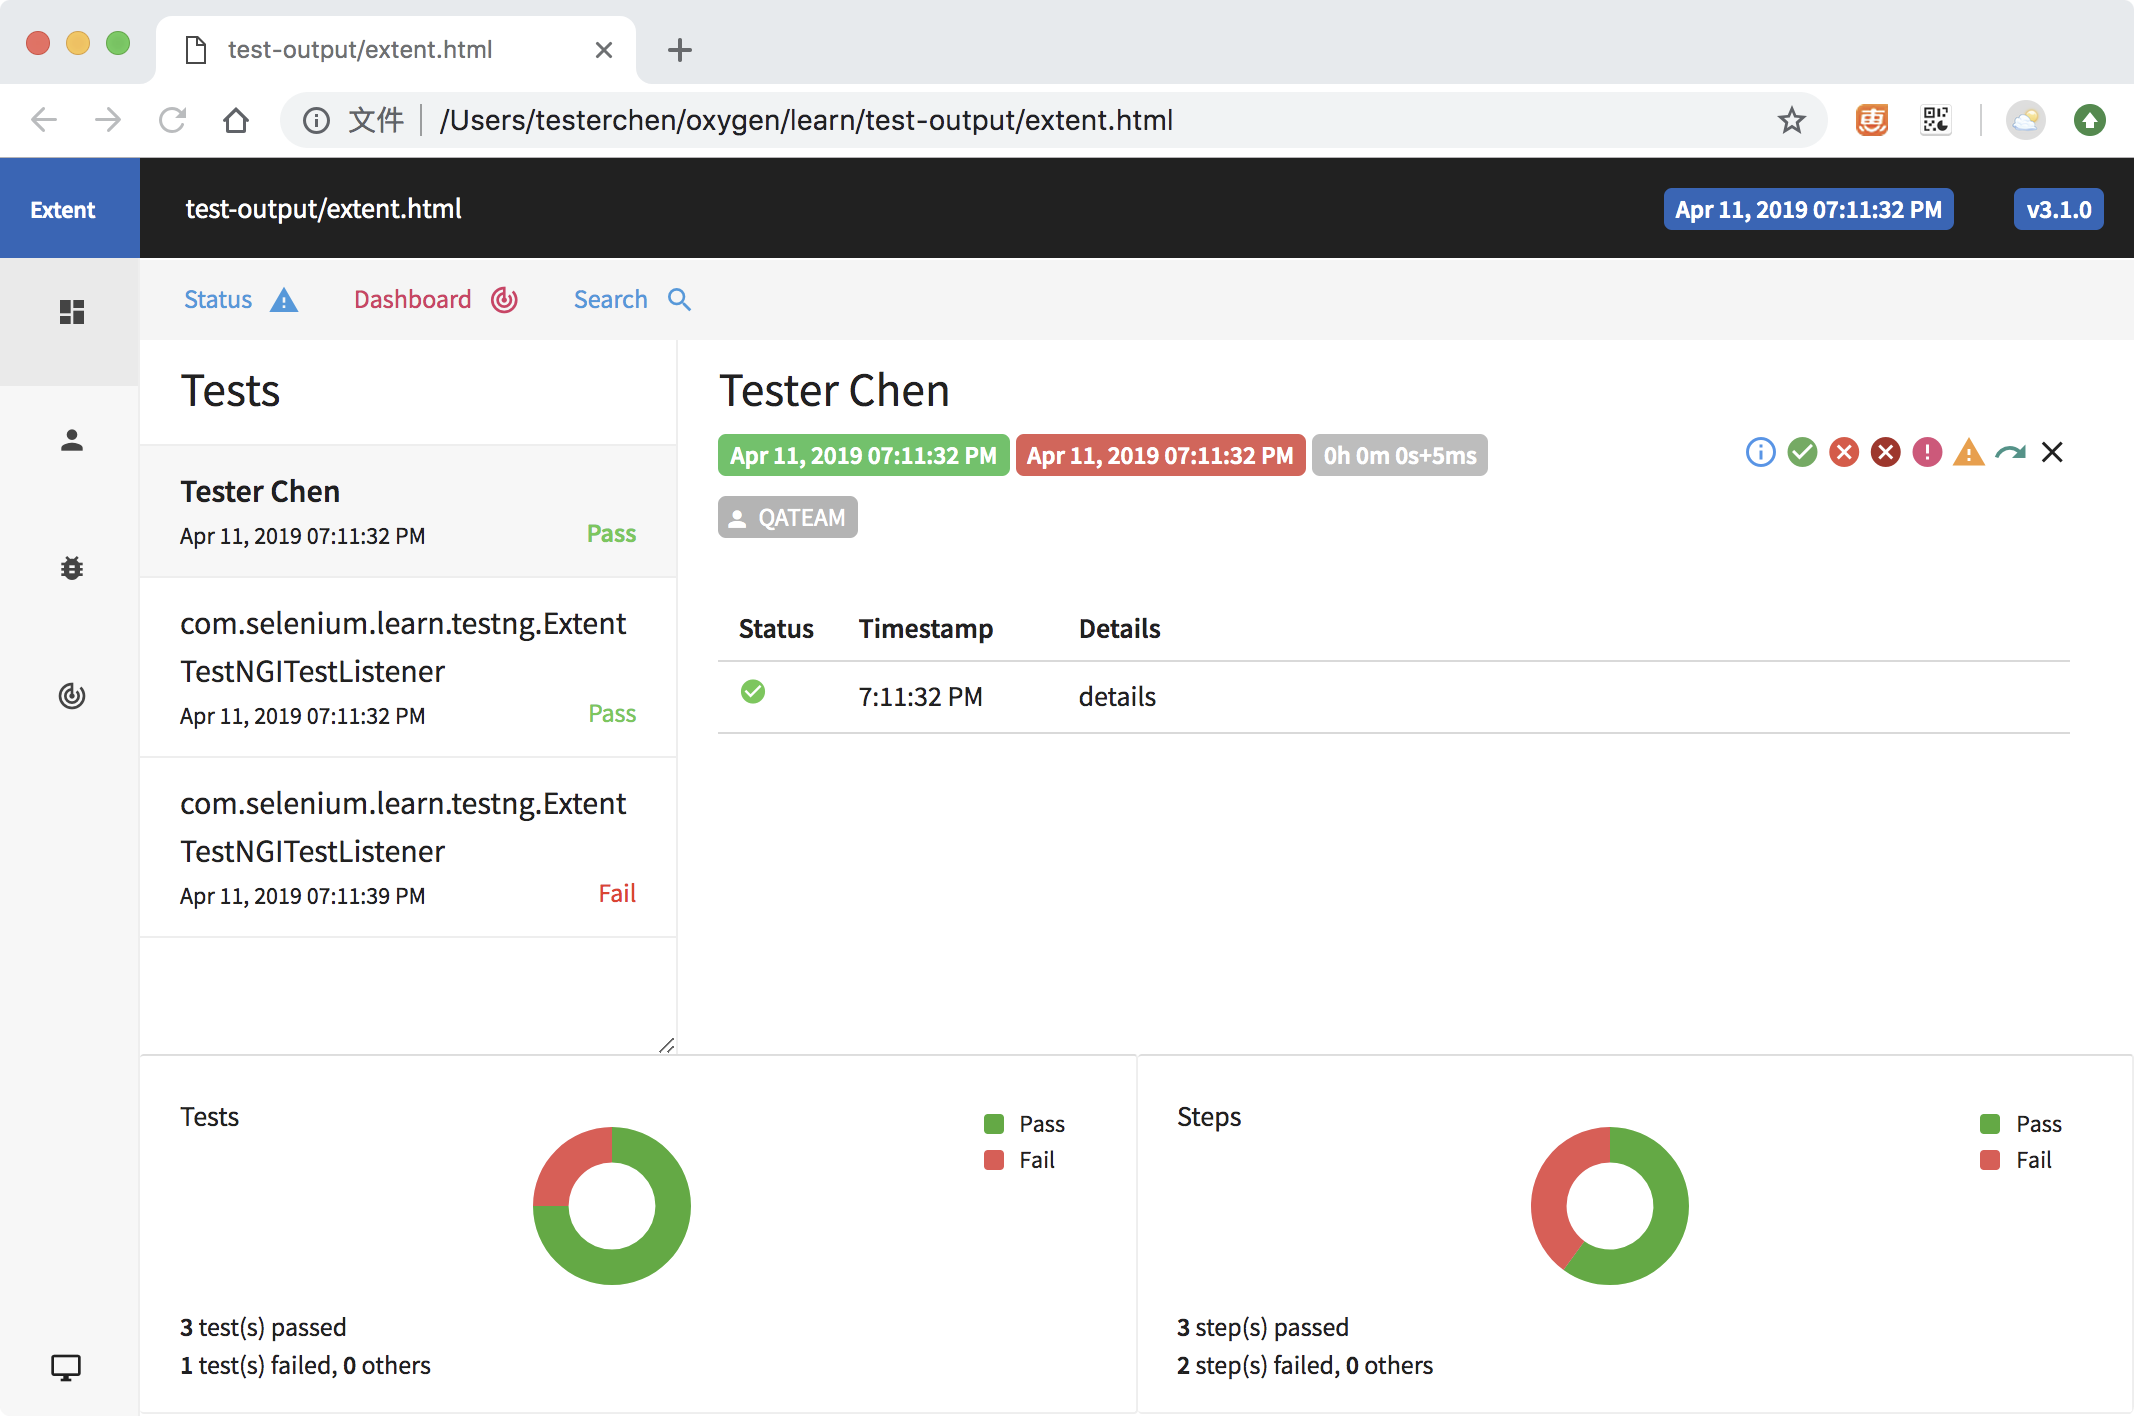 test-output/extent.html
文件 /Users/testerchen/oxygen/learn/test-output/extent.html
惠
Extent
test-output/extent.html
Apr 11, 2019 07:11:32 PM
v3.1.0
Status
Dashboard
Search
Tests
Tester Chen
Apr 11, 2019 07:11:32 PM
Pass
com.selenium.learn.testng.Extent
TestNGITestListener
Apr 11, 2019 07:11:32 PM
Pass
com.selenium.learn.testng.Extent
TestNGITestListener
Apr 11, 2019 07:11:39 PM
Fail
Tester Chen
Apr 11, 2019 07:11:32 PM
Apr 11, 2019 07:11:32 PM
0h 0m 0s+5ms
QATEAM
Status Timestamp Details
7:11:32 PM details
Tests
Pass
Fail
3 test(s) passed
1 test(s) failed, 0 others
Steps
Pass
Fail
3 step(s) passed
2 step(s) failed, 0 others